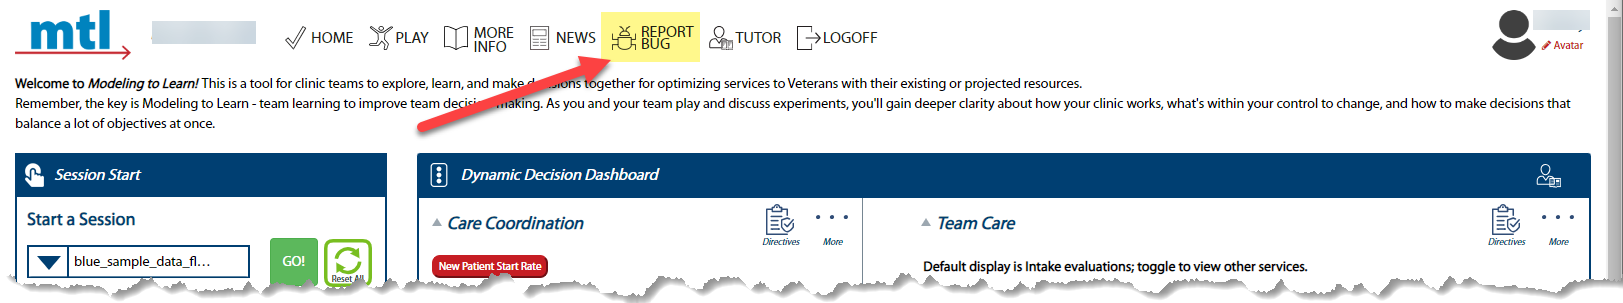 mtl
HOME
PLAY
MORE
INFO
NEWS
REPORT
BUG
TUTOR
LOGOFF
Avatar
Welcome to Modeling to Learn! This is a tool for clinic teams to explore, learn, and make decisions together for optimizing services to Veterans with their existing or projected resources.
Remember, the key is Modeling to Learn - team learning to improve team decision making. As you and your team play and discuss experiments, you'll gain deeper clarity about how your clinic works, what's within your control to change, and how to make decisions that
balance a lot of objectives at once.
Session Start
Dynamic Decision Dashboard
Start a Session
Care Coordination
Directives
More
Team Care
Directives
More
blue_sample_data_fl...
GO!
Reset All
New Patient Start Rate
Default display is Intake evaluations; toggle to view other services.